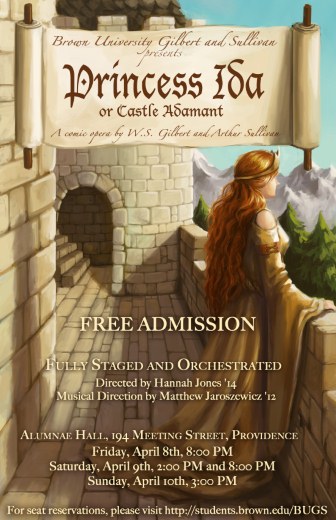 Brown University Gilbert and Sullivan
presents
Princess Ida
or Castle Adamant
A comic opera by W.S. Gilbert and Arthur Sullivan
FREE ADMISSION
Fully Staged and Orchestrated
Directed by Hannah Jones '14
Musical Direction by Matthew Jaroszewicz '12
Alumnae Hall, 194 Meeting Street, Providence
Friday, April 8th, 8:00 PM
Saturday, April 9th, 2:00 PM and 8:00 PM
Sunday, April 10th, 3:00 PM
For seat reservations, please visit http://students.brown.edu/BUGS